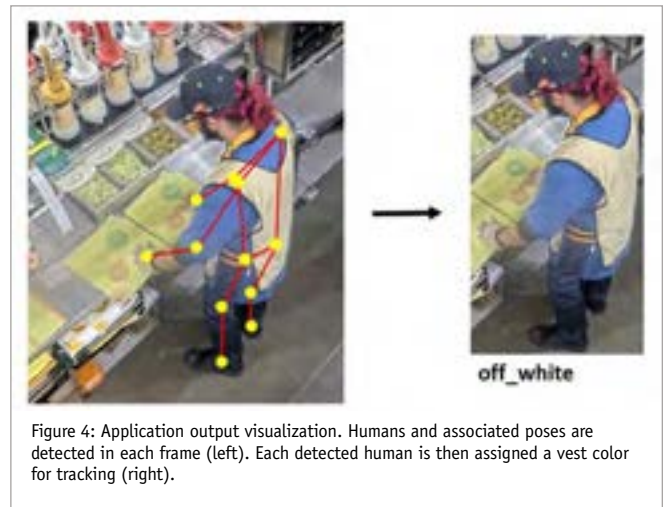 off_white
Figure 4: Application output visualization. Humans and associated poses are
detected in each frame (left). Each detected human is then assigned a vest color
for tracking (right).